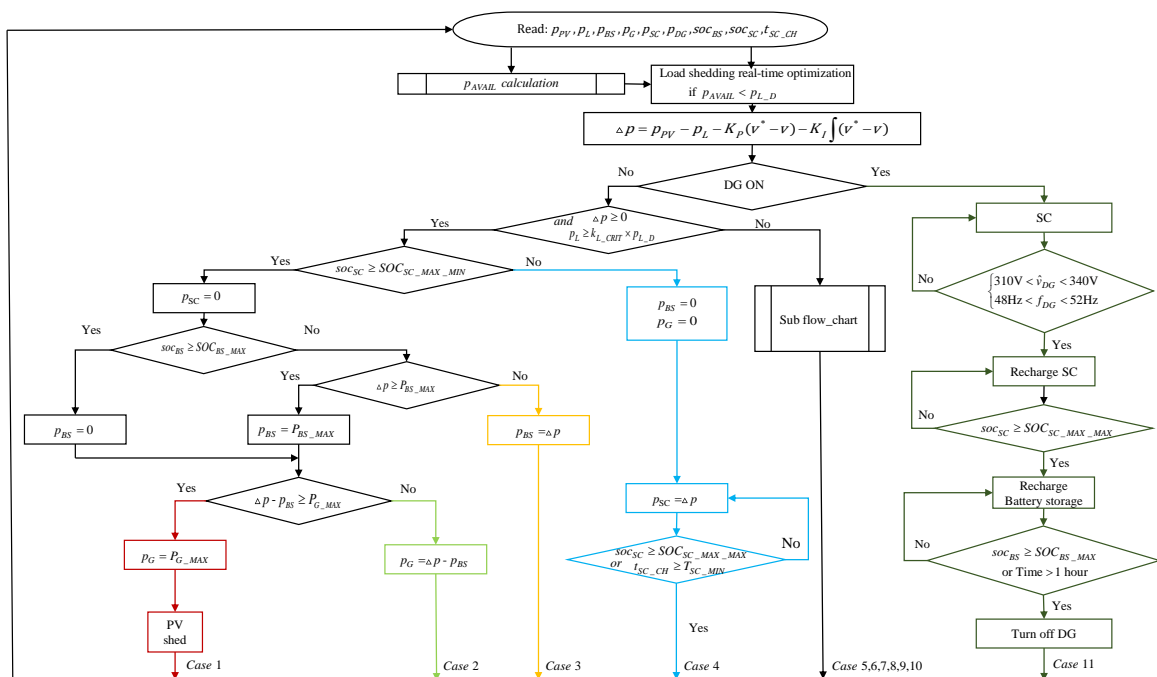 Read: p_PV, p_L, p_BS, p_G, p_SC, p_DG, soc_BS, soc_SC, t_SC_CH
p_AVAIL calculation
Load shedding real-time optimization
if p_AVAIL < p_L_D
△p = p_PV − p_L − K_P(v* − v) − K_I ∫(v* − v)
No
DG ON
Yes
and △p ≥ 0
p_L ≥ k_L_CRIT × p_L_D
Yes
No
SC
Yes
soc_SC ≥ SOC_SC_MAX_MIN
No
No
310V < v̂_DG < 340V
48Hz < f_DG < 52Hz
p_SC = 0
p_BS = 0
p_G = 0
Sub flow_chart
Yes
soc_BS ≥ SOC_BS_MAX
No
Yes
Recharge SC
Yes
△p ≥ P_BS_MAX
No
No
soc_SC ≥ SOC_SC_MAX_MAX
p_BS = 0
p_BS = P_BS_MAX
p_BS = △p
Yes
Yes
△p - p_BS ≥ P_G_MAX
No
p_SC = △p
Recharge
Battery storage
p_G = P_G_MAX
p_G = △p - p_BS
soc_SC ≥ SOC_SC_MAX_MAX
or t_SC_CH ≥ T_SC_MIN
No
No
soc_BS ≥ SOC_BS_MAX
or Time > 1 hour
PV
shed
Yes
Yes
Turn off DG
Case 1
Case 2
Case 3
Case 4
Case 5,6,7,8,9,10
Case 11